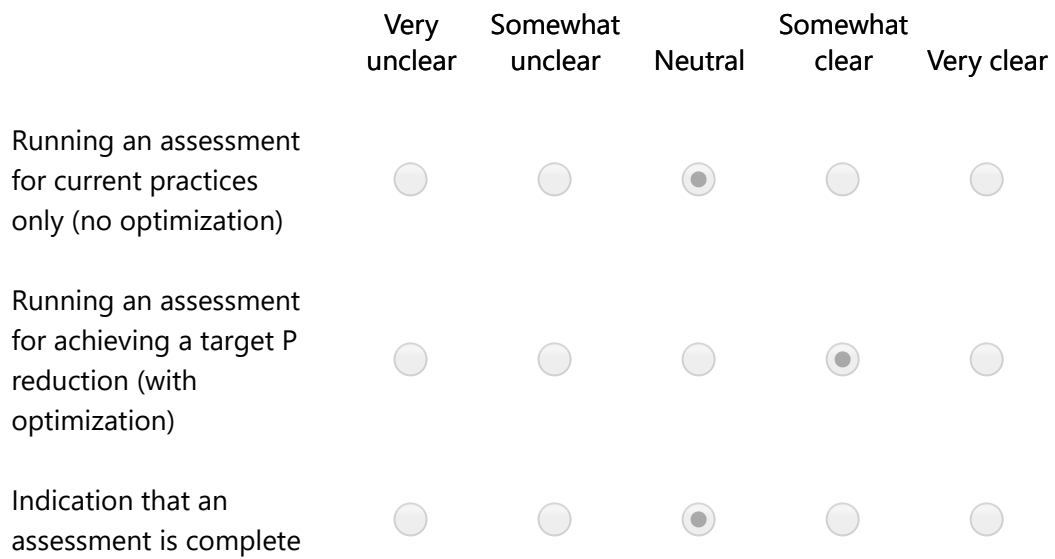 Very Somewhat Somewhat
unclear unclear Neutral clear Very clear
Running an assessment
for current practices
only (no optimization)
Running an assessment
for achieving a target P
reduction (with
optimization)
Indication that an
assessment is complete